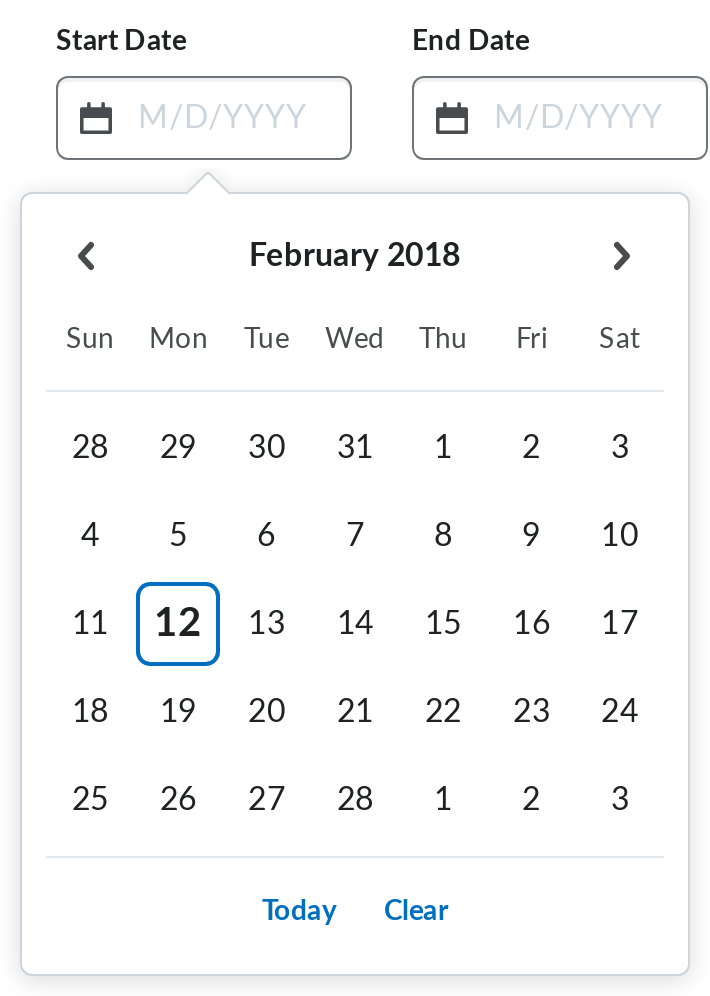 Start Date End Date
M/D/YYYY M/D/YYYY
February 2018
Sun Mon Tue Wed Thu Fri Sat
28 29 30 31 1 2 3
4 5 6 7 8 9 10
11 12 13 14 15 16 17
18 19 20 21 22 23 24
25 26 27 28 1 2 3
Today Clear